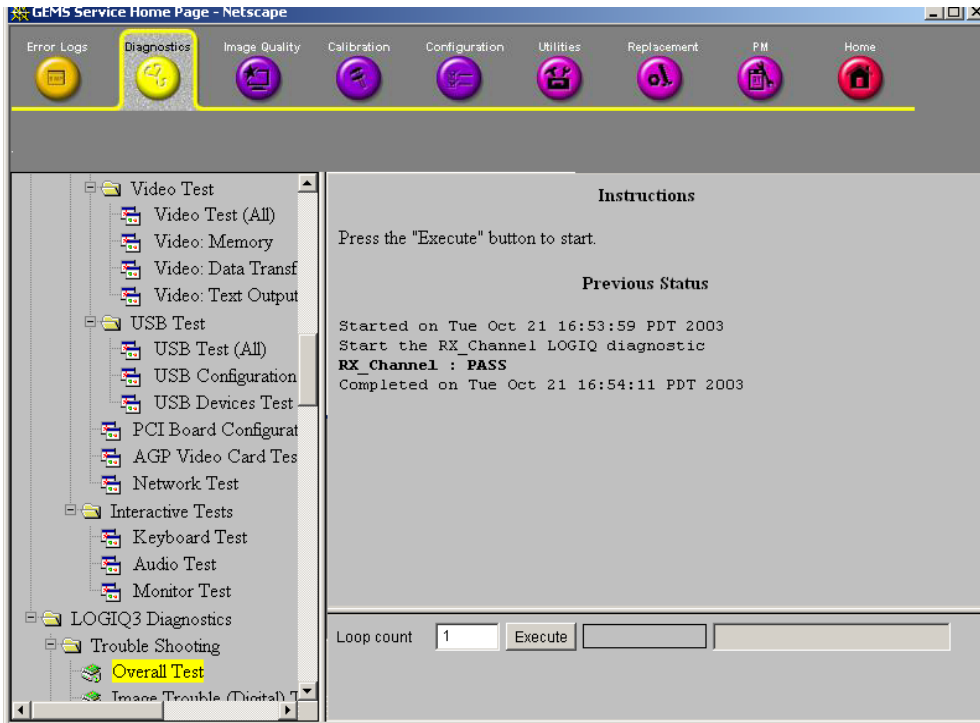 GEMS Service Home Page - Netscape
Error Logs Diagnostics Image Quality Calibration Configuration Utilities Replacement PM Home
Video Test
Video Test (All)
Video: Memory
Video: Data Transf
Video: Text Output
USB Test
USB Test (All)
USB Configuration
USB Devices Test
PCI Board Configurat
AGP Video Card Tes
Network Test
Interactive Tests
Keyboard Test
Audio Test
Monitor Test
LOGIQ3 Diagnostics
Trouble Shooting
Overall Test
Image Trouble (Digital) T
Instructions
Press the "Execute" button to start.
Previous Status
Started on Tue Oct 21 16:53:59 PDT 2003
Start the RX_Channel LOGIQ diagnostic
RX_Channel : PASS
Completed on Tue Oct 21 16:54:11 PDT 2003
Loop count 1 Execute